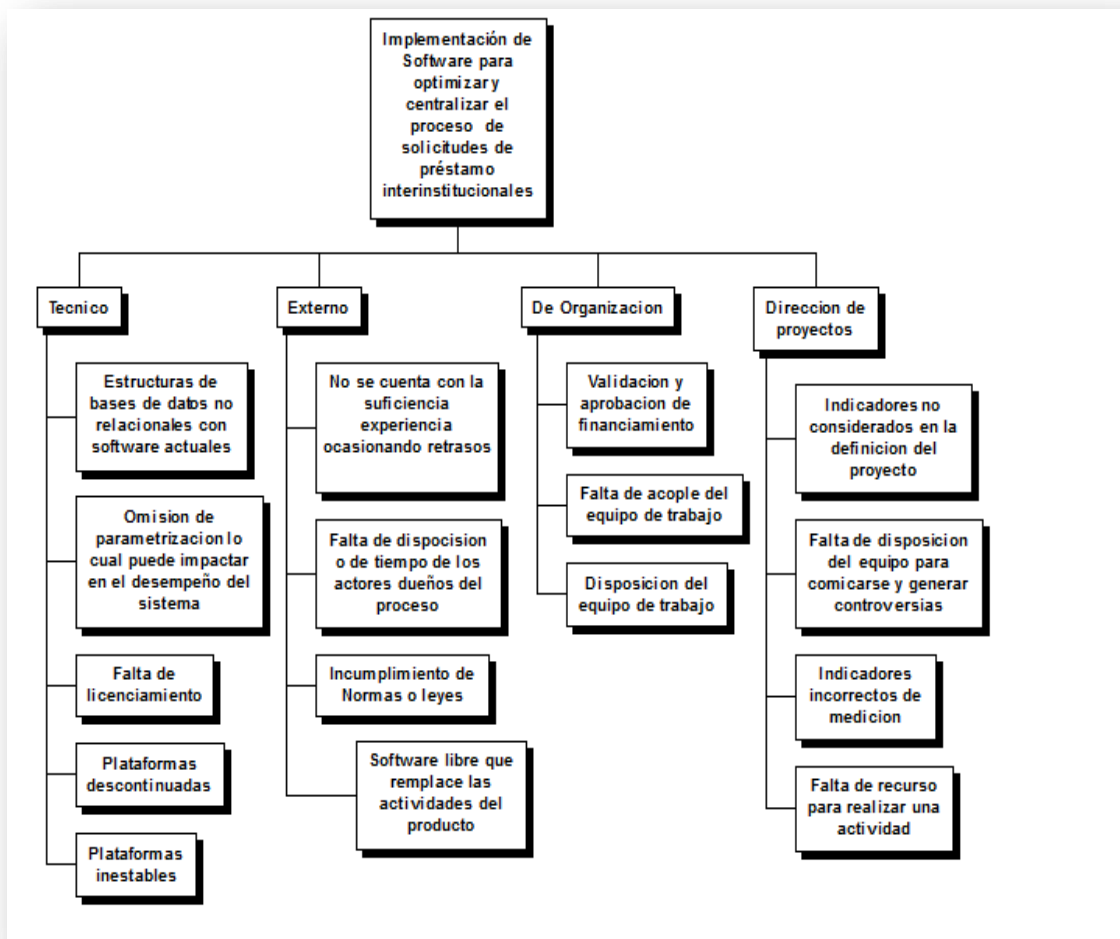 Implementación de
Software para
optimizar y
centralizar el
proceso de
solicitudes de
préstamo
interinstitucionales
Tecnico
Estructuras de
bases de datos no
relacionales con
software actuales
Omision de
parametrizacion lo
cual puede impactar
en el desempeño del
sistema
Falta de
licenciamiento
Plataformas
descontinuadas
Plataformas
inestables
Externo
No se cuenta con la
suficiencia
experiencia
ocasionando retrasos
Falta de dispocision
o de tiempo de los
actores dueños del
proceso
Incumplimiento de
Normas o leyes
Software libre que
remplace las
actividades del
producto
De Organizacion
Validacion y
aprobacion de
financiamiento
Falta de acople del
equipo de trabajo
Disposicion del
equipo de trabajo
Direccion de
proyectos
Indicadores no
considerados en la
definicion del
proyecto
Falta de disposicion
del equipo para
comicarse y generar
controversias
Indicadores
incorrectos de
medicion
Falta de recurso
para realizar una
actividad